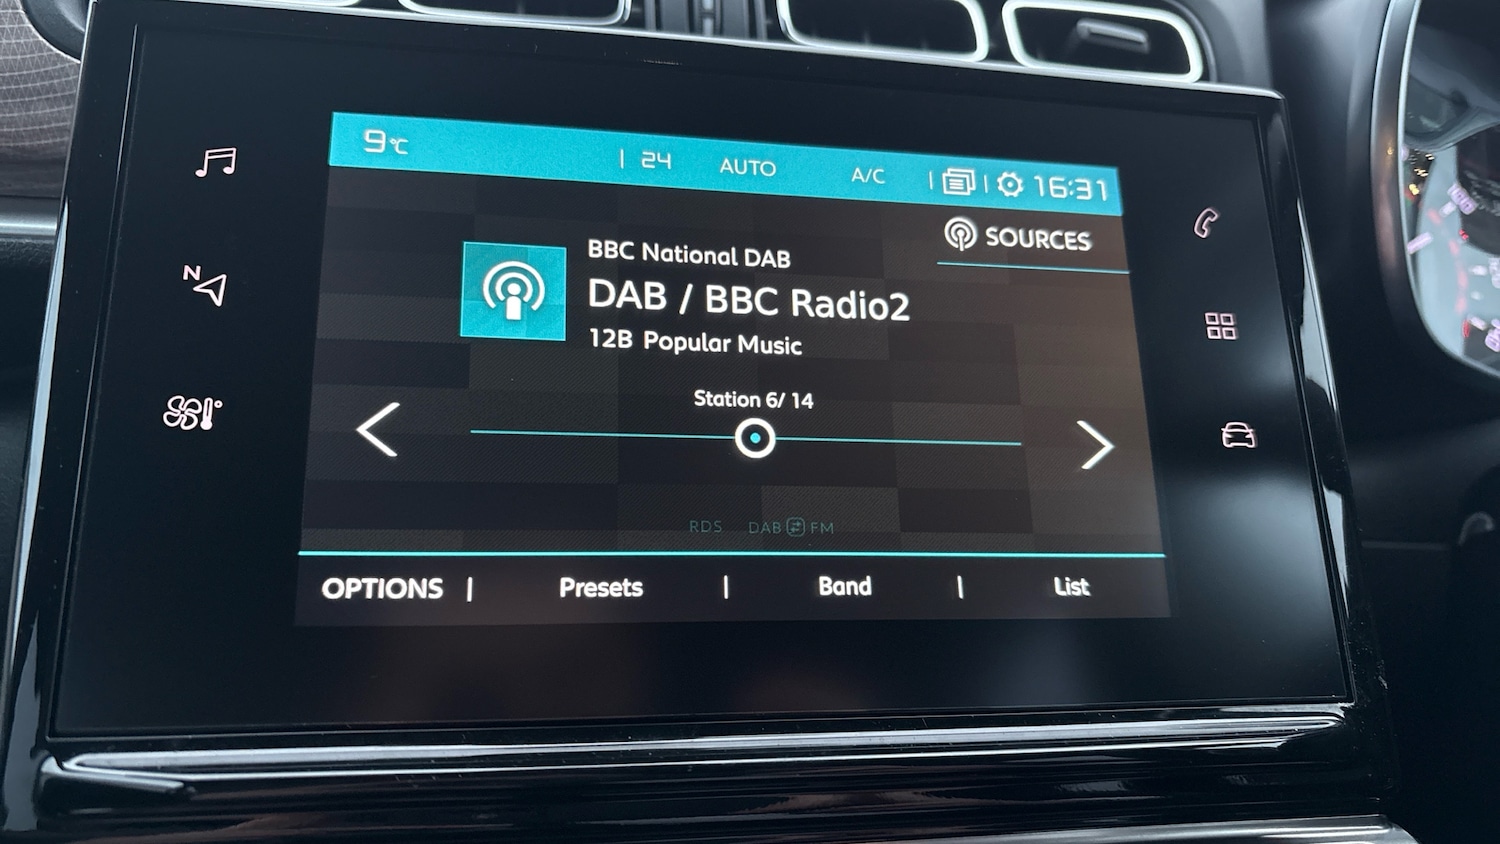 9°C | 24 AUTO A/C | | 16:31
SOURCES
BBC National DAB
DAB / BBC Radio2
12B Popular Music
Station 6/ 14
RDS DAB FM
OPTIONS | Presets | Band | List
N
100